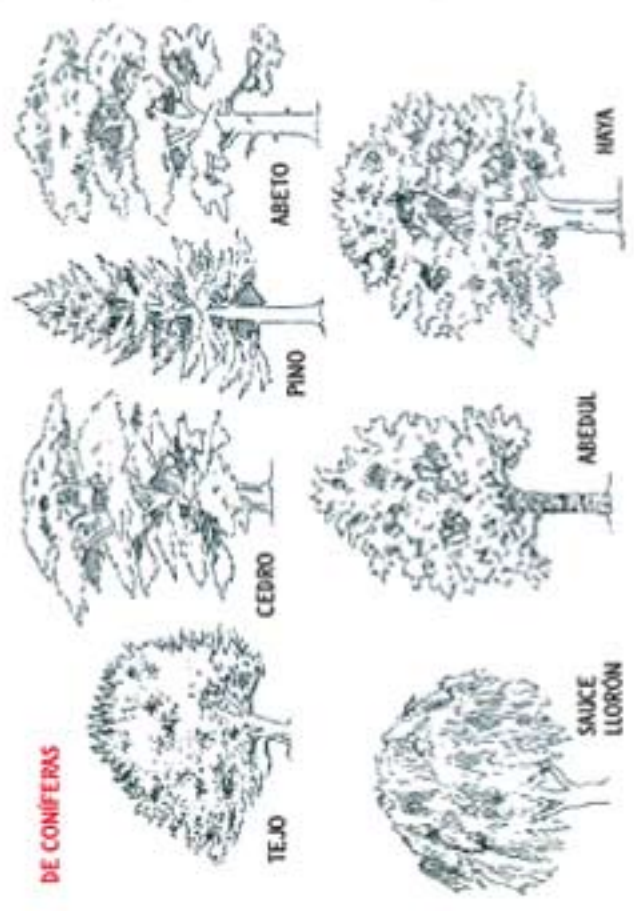 DE CONÍFERAS
TEJO
CEDRO
PINO
ABETO
SAUCE
LLORÓN
ABEDUL
HAYA